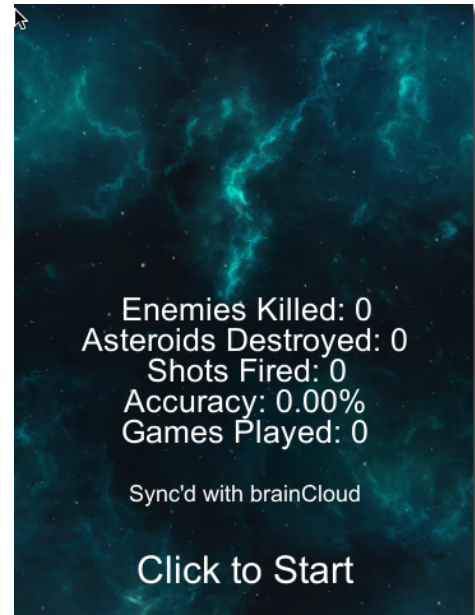 Enemies Killed: 0
Asteroids Destroyed: 0
Shots Fired: 0
Accuracy: 0.00%
Games Played: 0
Sync'd with brainCloud
Click to Start